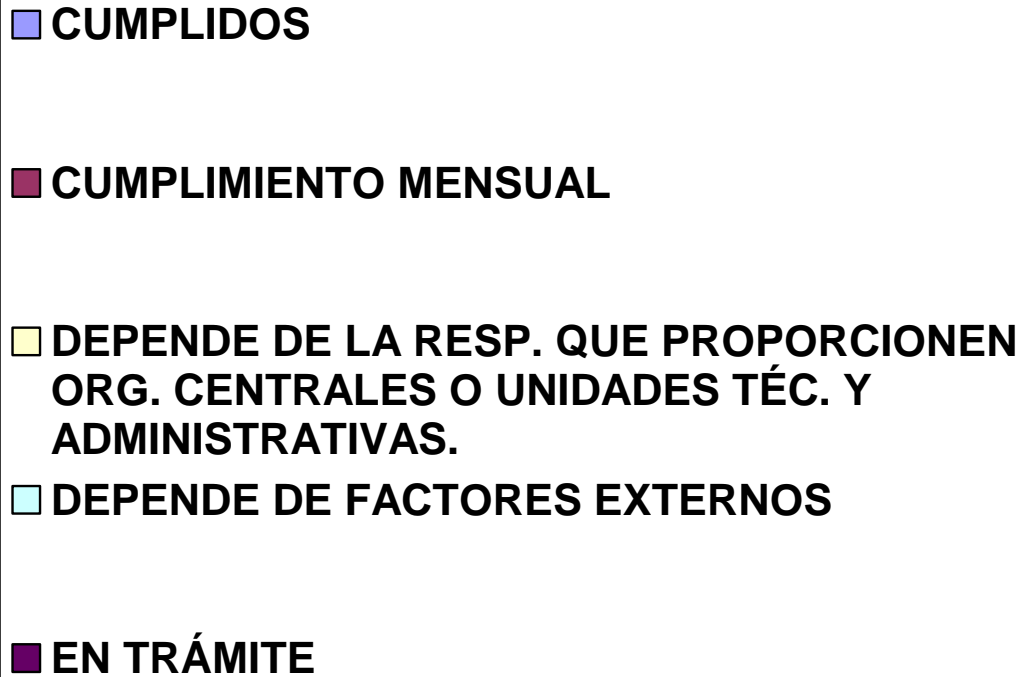 CUMPLIDOS
CUMPLIMIENTO MENSUAL
DEPENDE DE LA RESP. QUE PROPORCIONEN
ORG. CENTRALES O UNIDADES TÉC. Y
ADMINISTRATIVAS.
DEPENDE DE FACTORES EXTERNOS
EN TRÁMITE